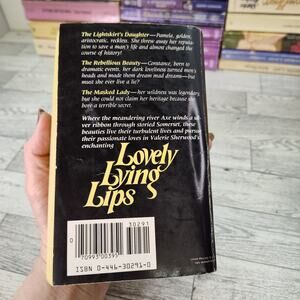 The Lightskirt's Daughter—Pamela, golden,
aristocratic, reckless. She threw away her reputa-
tion to save a man's life and almost changed the
course of history!
The Rebellious Beauty—Constance, born to
dramatic events, her dark loveliness turned men's
heads and made them dream mad dreams—but
must she ever live a lie?
The Masked Lady—her wildness was legendary,
but she could not claim her heritage because she
bore a terrible secret.
Where the meandering river Axe winds a
ver ribbon through storied Somerset, these
beauties live their turbulent lives and pursue
their passionate loves in Valerie Sherwood's
enchanting
Lovely
Lying
Lips
30291
0 70993 00395
ISBN 0-446-30291-0